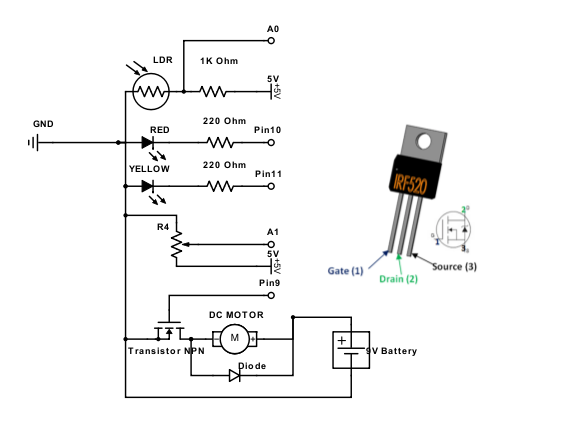 A0
LDR
1K Ohm
5V
+5V
GND
RED
220 Ohm
Pin10
YELLOW
220 Ohm
Pin11
R4
A1
5V
+5V
Pin9
DC MOTOR
M
+
Transistor NPN
Diode
+
9V Battery
IRF520
2
1
3
Gate (1)
Drain (2)
Source (3)